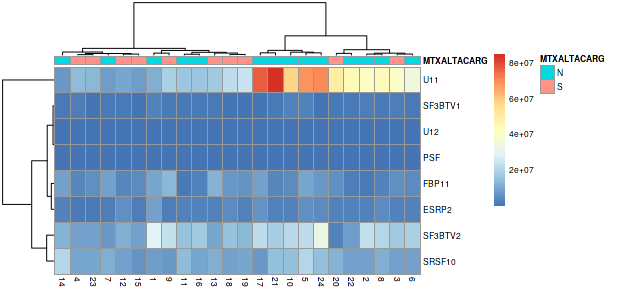 MTXALTACARG
U11
SF3BTV1
U12
PSF
FBP11
ESRP2
SF3BTV2
SRSF10
14 4 23 7 12 15 1 9 11 16 13 18 19 17 21 10 5 24 20 22 2 8 3 6
8e+07
6e+07
4e+07
2e+07
MTXALTACARG
N
S